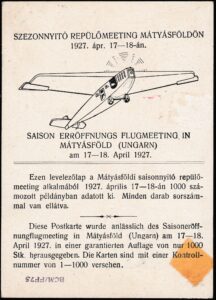 SZEZONNYITÓ REPÜLŐMEETING MÁTYÁSFÖLDÖN
1927. ápr. 17—18-án.
SAISON ERRÖFFNUNGS FLUGMEETING IN
MÁTYÁSFÖLD (UNGARN)
am 17—18. April 1927.
Ezen levelezőlap a Mátyásföldi saisonnyitó repülő-
meeting alkalmából 1927. április 17—18-án 1000 szá-
mozott példányban adatott ki. Minden darab sorszám-
mal van ellátva.
Diese Postkarte wurde anlässlich des Saisoneröff-
nungsflugmeeting in Mátyásföld (Ungarn) am 17—18.
April 1927. in einer garantierten Auflage von nur 1000
Stk. herausgegeben. Die Karten sind mit einer Kontroll-
nummer von 1—1000 versehen.